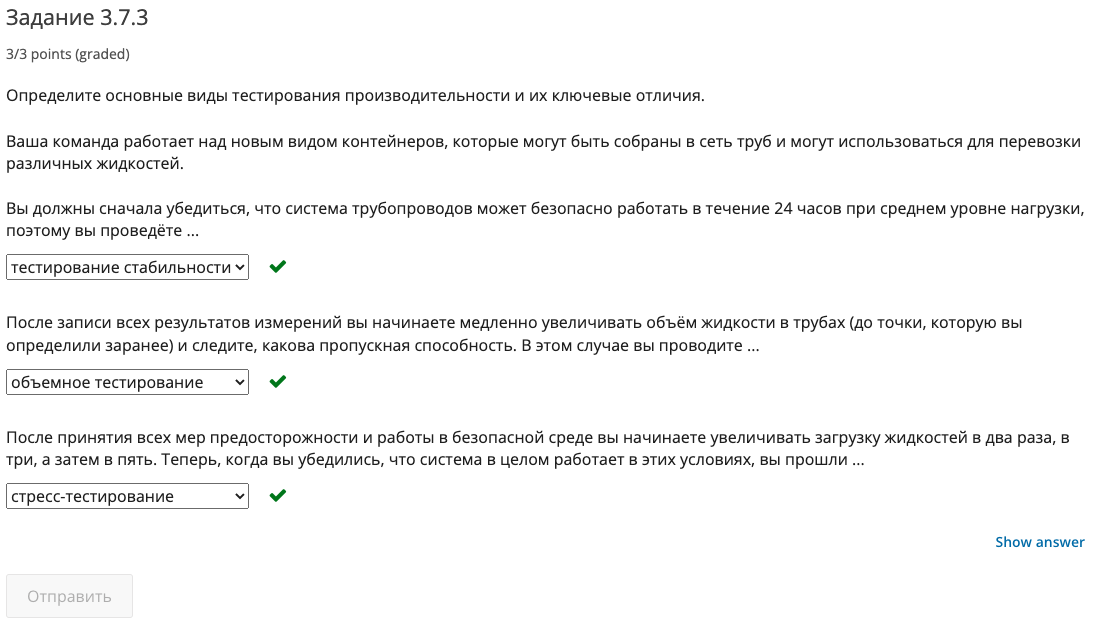 Задание 3.7.3
3/3 points (graded)
Определите основные виды тестирования производительности и их ключевые отличия.
Ваша команда работает над новым видом контейнеров, которые могут быть собраны в сеть труб и могут использоваться для перевозки
различных жидкостей.
Вы должны сначала убедиться, что система трубопроводов может безопасно работать в течение 24 часов при среднем уровне нагрузки,
поэтому вы проведёте ...
тестирование стабильности
После записи всех результатов измерений вы начинаете медленно увеличивать объём жидкости в трубах (до точки, которую вы
определили заранее) и следите, какова пропускная способность. В этом случае вы проводите ...
объемное тестирование
После принятия всех мер предосторожности и работы в безопасной среде вы начинаете увеличивать загрузку жидкостей в два раза, в
три, а затем в пять. Теперь, когда вы убедились, что система в целом работает в этих условиях, вы прошли ...
стресс-тестирование
Show answer
Отправить